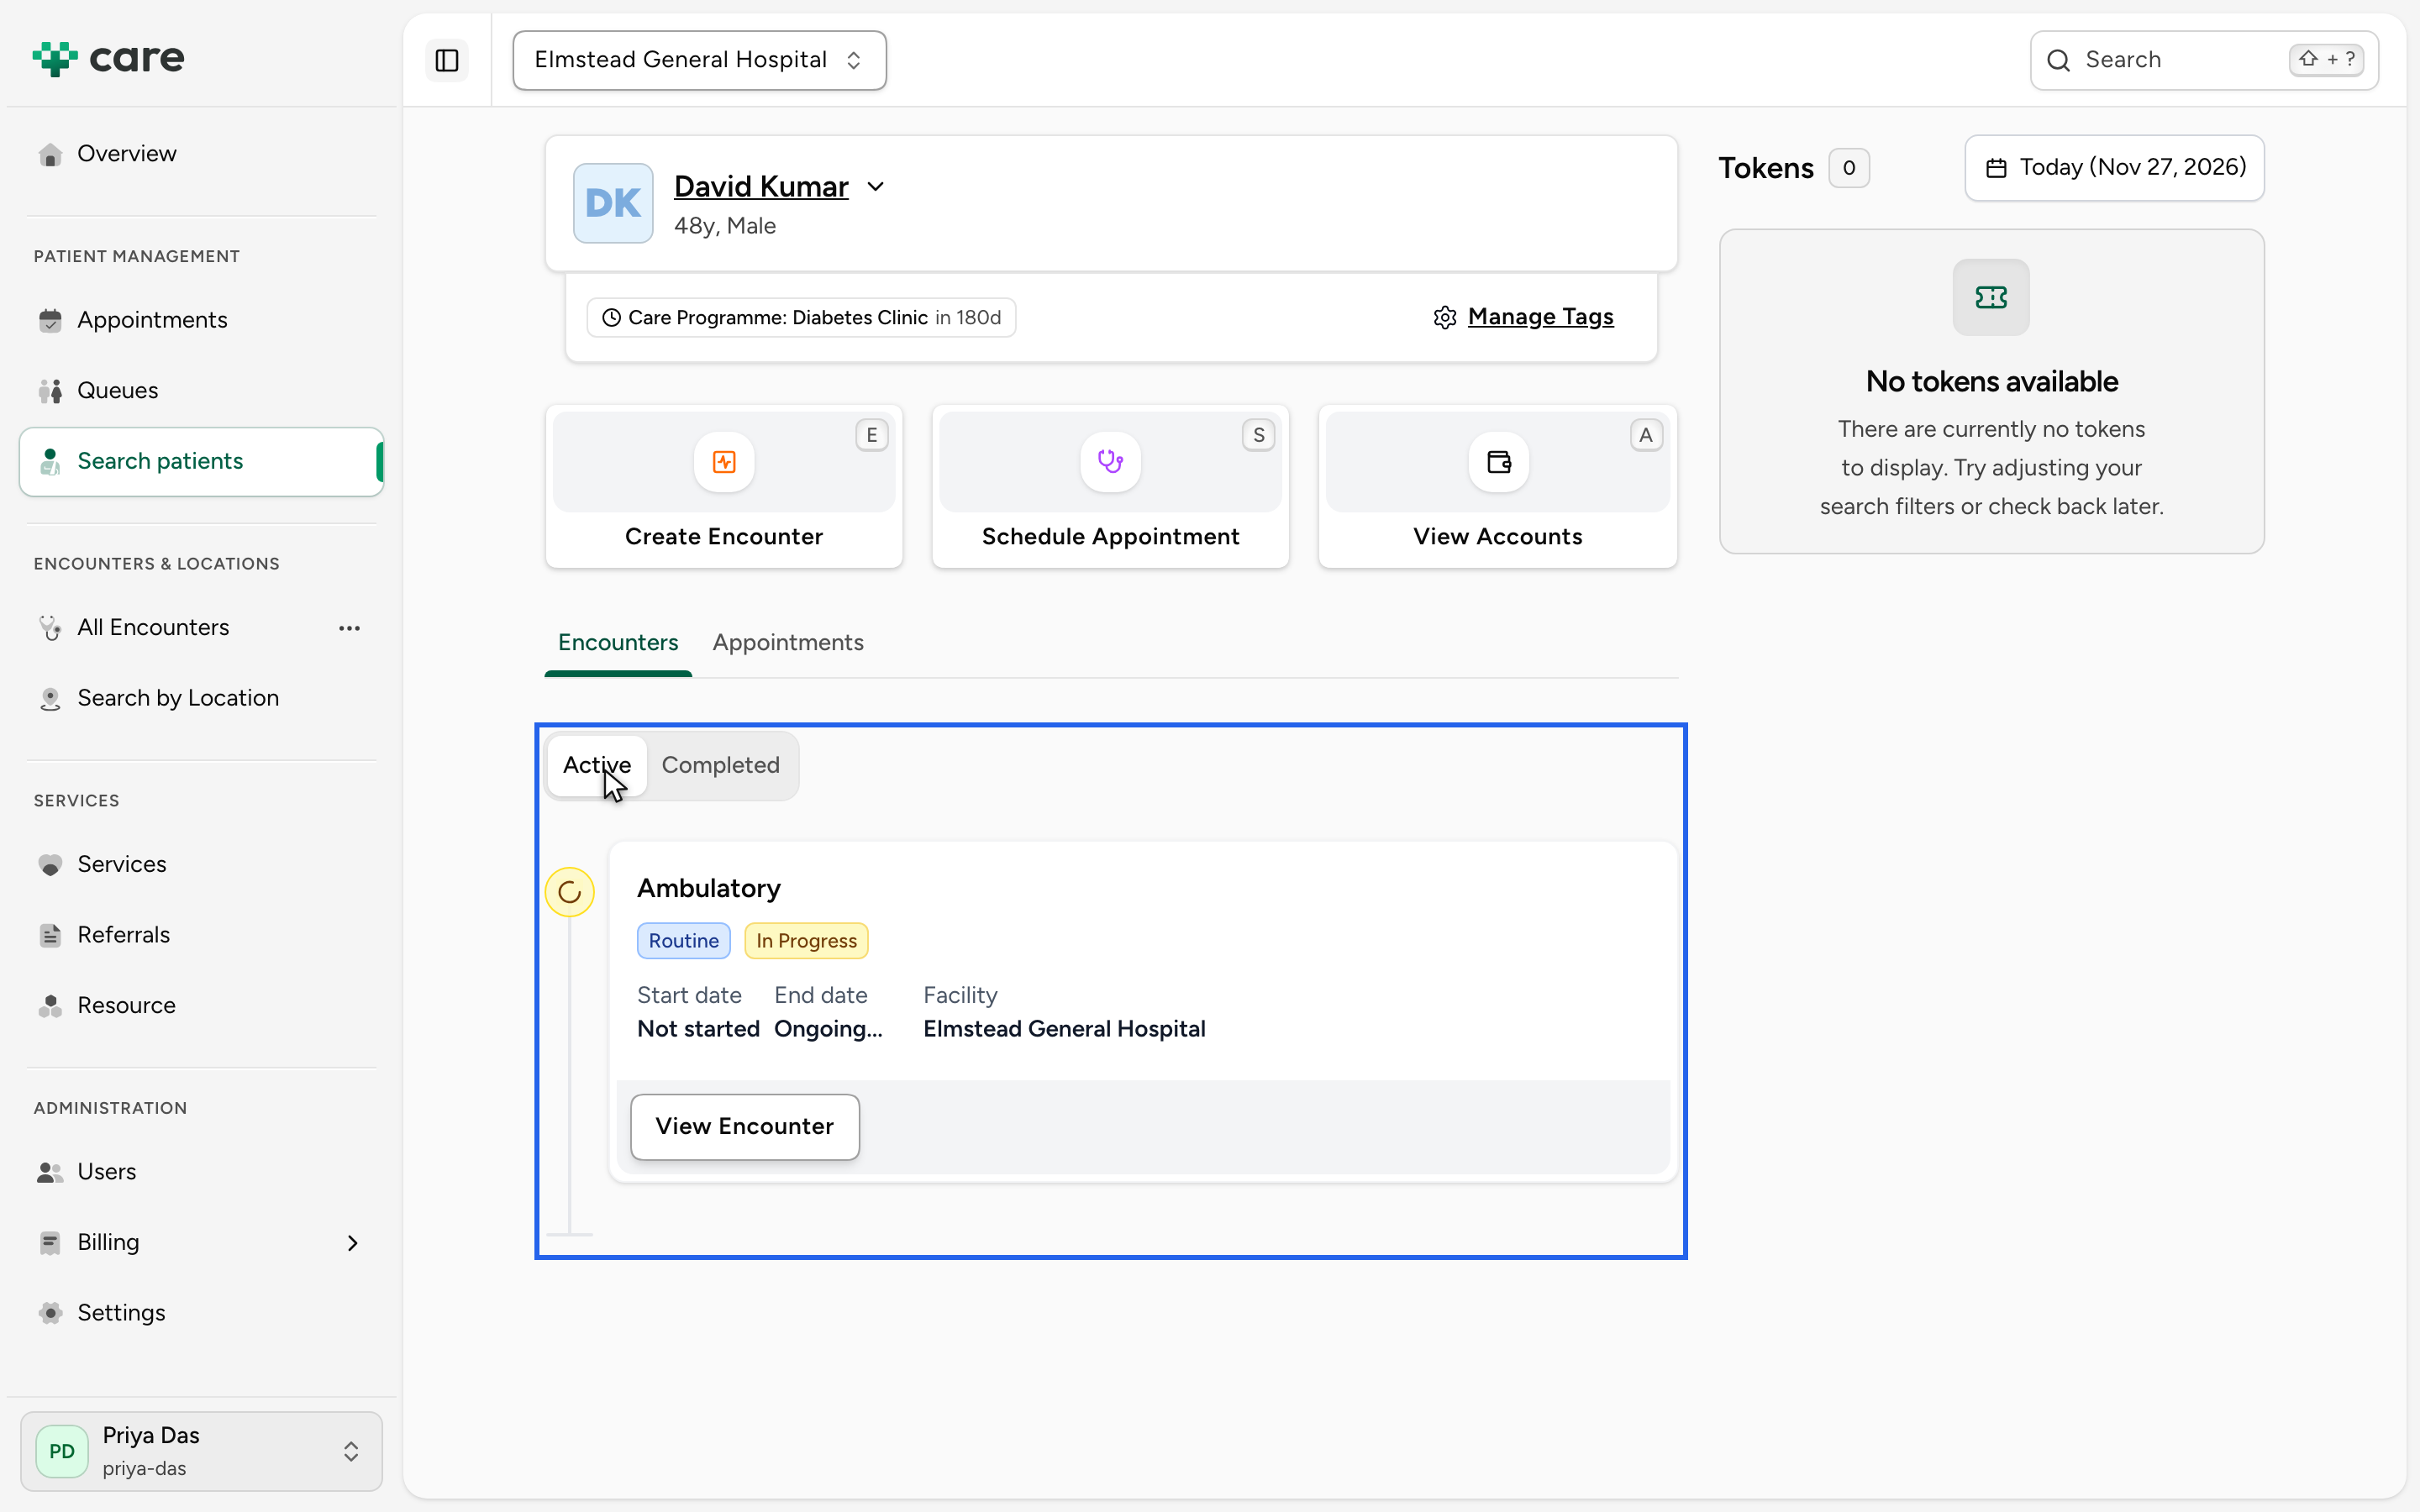 care
Overview
PATIENT MANAGEMENT
Appointments
Queues
Search patients
ENCOUNTERS & LOCATIONS
All Encounters
Search by Location
SERVICES
Services
Referrals
Resource
ADMINISTRATION
Users
Billing
Settings
PD
Priya Das
priya-das
Elmstead General Hospital
Search
+ ?
DK
David Kumar
48y, Male
Care Programme: Diabetes Clinic in 180d
Manage Tags
E
Create Encounter
S
Schedule Appointment
A
View Accounts
Encounters Appointments
Active Completed
Ambulatory
Routine In Progress
Start date End date Facility
Not started Ongoing... Elmstead General Hospital
View Encounter
Tokens 0
Today (Nov 27, 2026)
No tokens available
There are currently no tokens
to display. Try adjusting your
search filters or check back later.